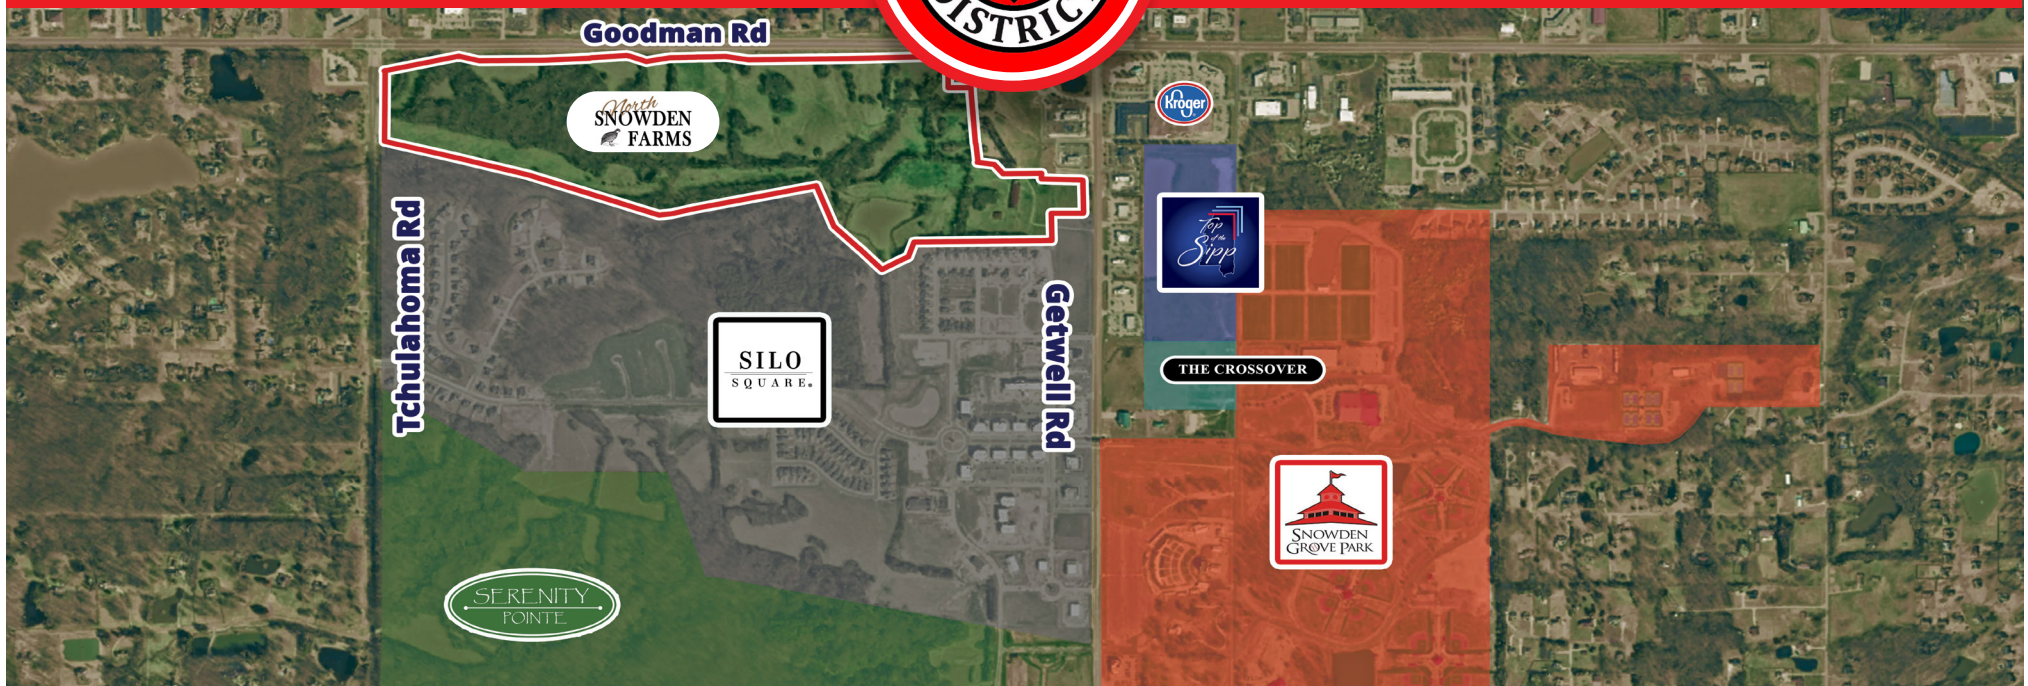 DISTRICT
Goodman Rd
North
SNOWDEN
FARMS
Kroger
Tchulahoma Rd
Top
of the
Sipp
Getwell Rd
SILO
SQUARE
THE CROSSOVER
SNOWDEN
GROVE PARK
SERENITY
POINTE